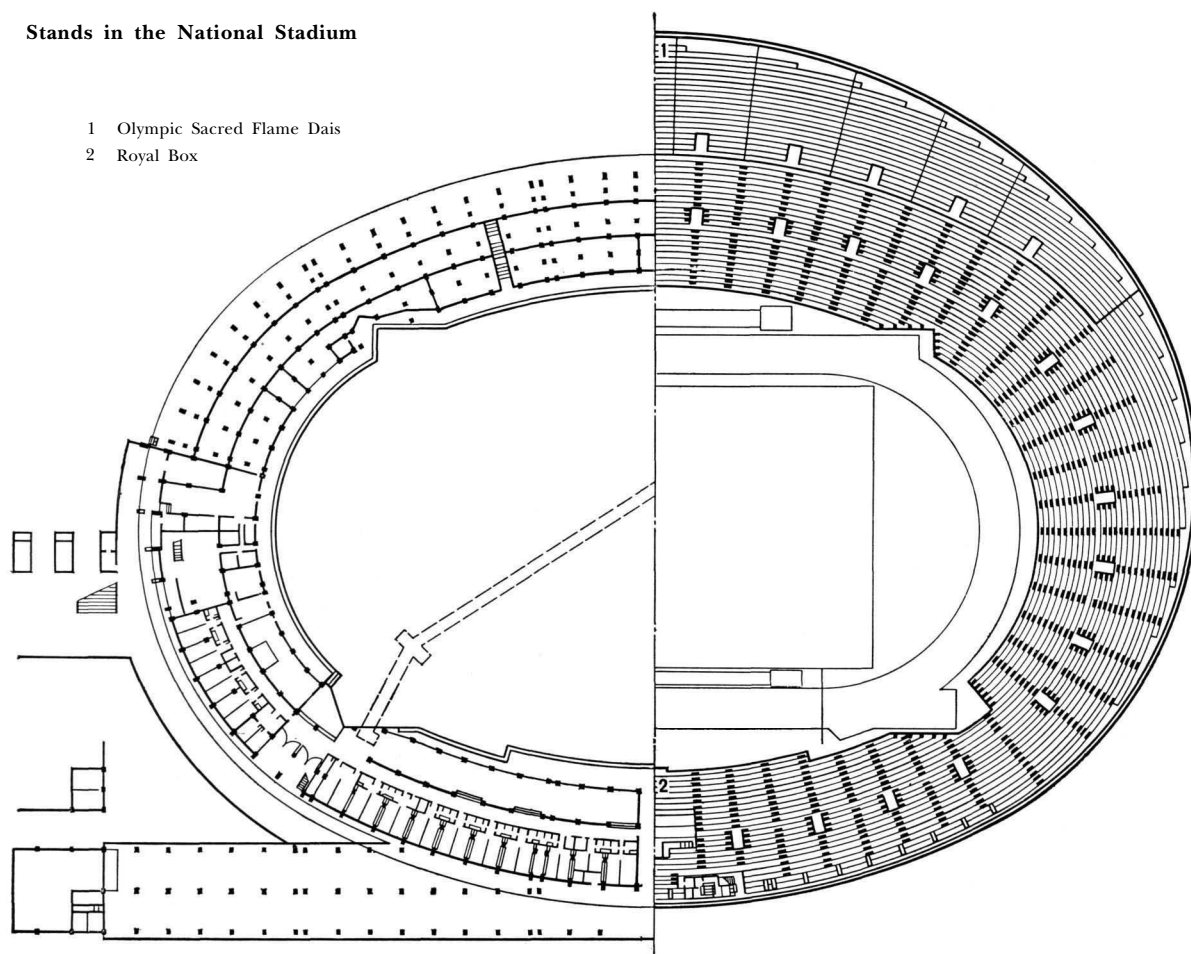 Stands in the National Stadium
1 Olympic Sacred Flame Dais
2 Royal Box
1
2